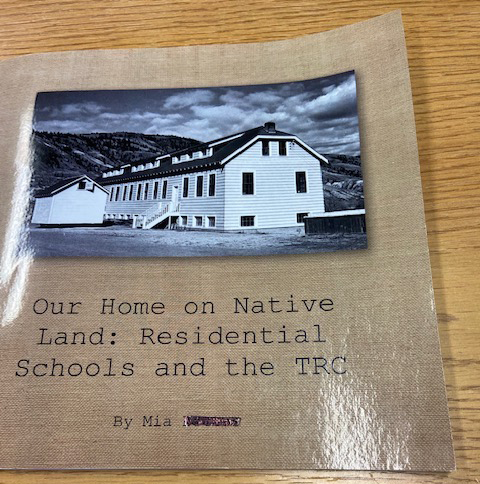 Our Home on Native
Land: Residential
Schools and the TRC
By Mia